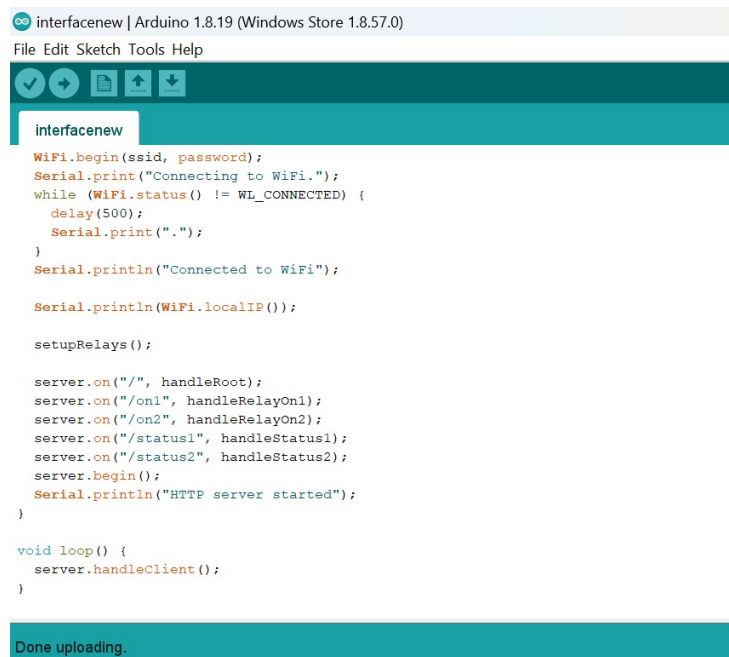 interfacenew | Arduino 1.8.19 (Windows Store 1.8.57.0)
File Edit Sketch Tools Help
interfacenew
WiFi.begin(ssid, password);
Serial.print("Connecting to WiFi.");
while (WiFi.status() != WL_CONNECTED) {
delay(500);
Serial.print(".");
}
Serial.println("Connected to WiFi");
Serial.println(WiFi.localIP());
setupRelays();
server.on("/", handleRoot);
server.on("/on1", handleRelayOn1);
server.on("/on2", handleRelayOn2);
server.on("/status1", handleStatus1);
server.on("/status2", handleStatus2);
server.begin();
Serial.println("HTTP server started");
}
void loop() {
server.handleClient();
}
Done uploading.